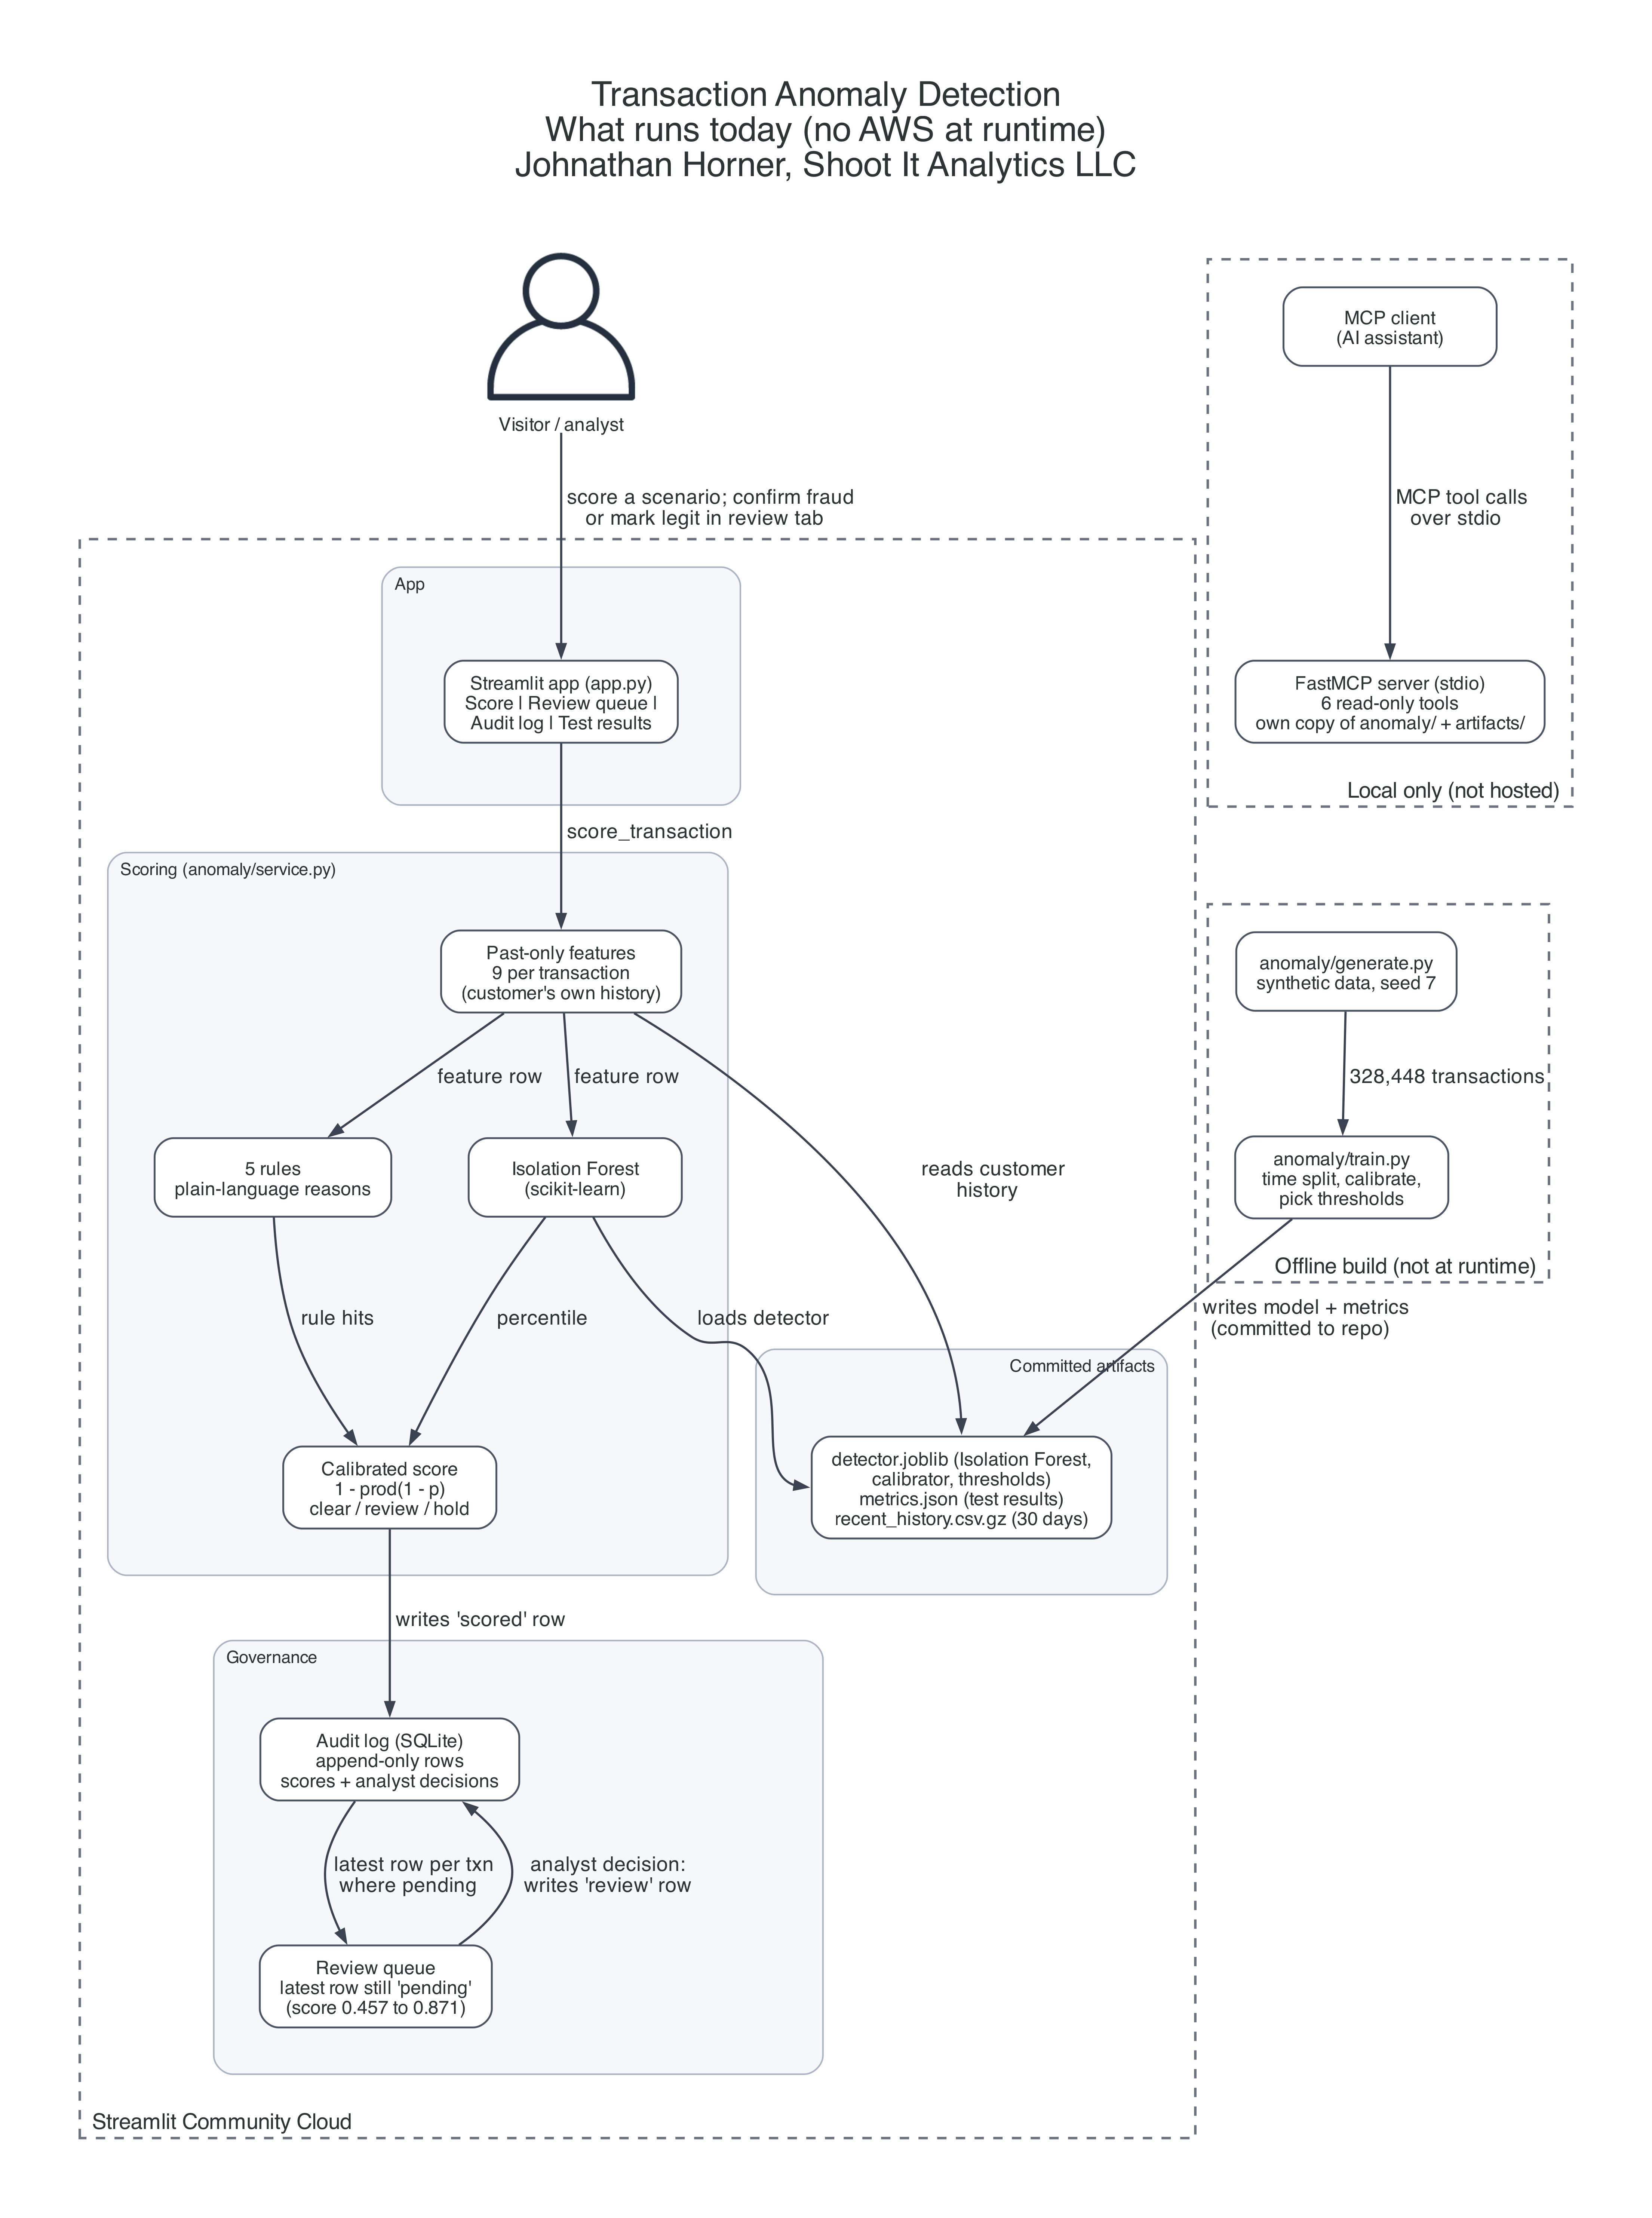 Transaction Anomaly Detection
What runs today (no AWS at runtime)
Johnathan Horner, Shoot It Analytics LLC
Visitor / analyst
score a scenario; confirm fraud
or mark legit in review tab
MCP client
(AI assistant)
MCP tool calls
over stdio
FastMCP server (stdio)
6 read-only tools
own copy of anomaly/ + artifacts/
Local only (not hosted)
App
Streamlit app (app.py)
Score | Review queue |
Audit log | Test results
score_transaction
Scoring (anomaly/service.py)
Past-only features
9 per transaction
(customer's own history)
feature row
feature row
reads customer
history
5 rules
plain-language reasons
Isolation Forest
(scikit-learn)
rule hits
percentile
loads detector
anomaly/generate.py
synthetic data, seed 7
328,448 transactions
anomaly/train.py
time split, calibrate,
pick thresholds
Offline build (not at runtime)
writes model + metrics
(committed to repo)
Committed artifacts
detector.joblib (Isolation Forest,
calibrator, thresholds)
metrics.json (test results)
recent_history.csv.gz (30 days)
Calibrated score
1 - prod(1 - p)
clear / review / hold
writes 'scored' row
Governance
Audit log (SQLite)
append-only rows
scores + analyst decisions
latest row per txn
where pending
analyst decision:
writes 'review' row
Review queue
latest row still 'pending'
(score 0.457 to 0.871)
Streamlit Community Cloud